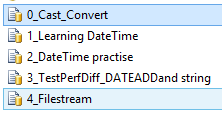 0_Cast_Convert
1_Learning DateTime
2_DateTime practise
3_TestPerfDiff_DATEADDand string
4_Filestream